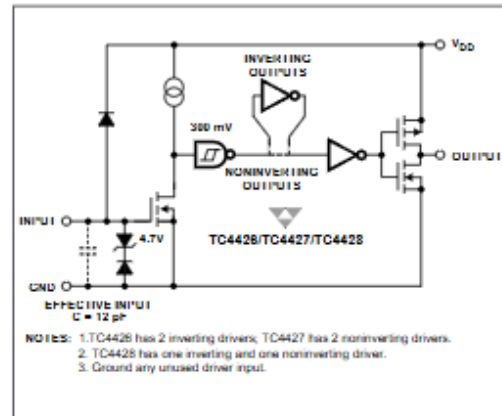 VDD
INVERTING
OUTPUTS
300 mV
OUTPUT
NONINVERTING
OUTPUTS
INPUT
4.7V
TC4426/TC4427/TC4428
GND
EFFECTIVE INPUT
C = 12 pF
NOTES: 1.TC4426 has 2 inverting drivers; TC4427 has 2 noninverting drivers.
2. TC4428 has one inverting and one noninverting driver.
3. Ground any unused driver input.